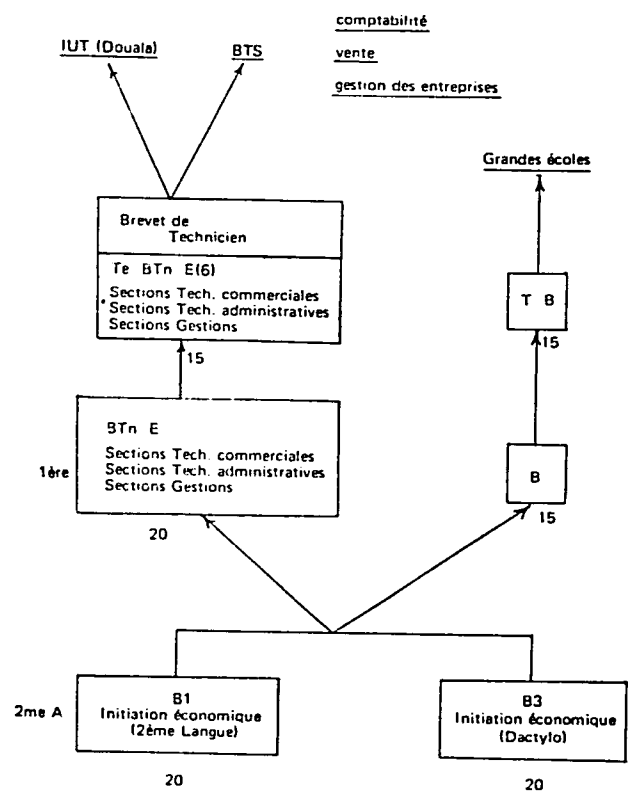 comptabilité
IUT (Douala)
BTS
vente
gestion des entreprises
Grandes écoles
Brevet de
Technicien
Te BTn E(6)
Sections Tech. commerciales
Sections Tech. administratives
Sections Gestions
T B
15
15
BTn E
Sections Tech. commerciales
Sections Tech. administratives
Sections Gestions
1ère
B
20
15
2me A
B1
Initiation économique
(2ème Langue)
B3
Initiation économique
(Dactylo)
20
20